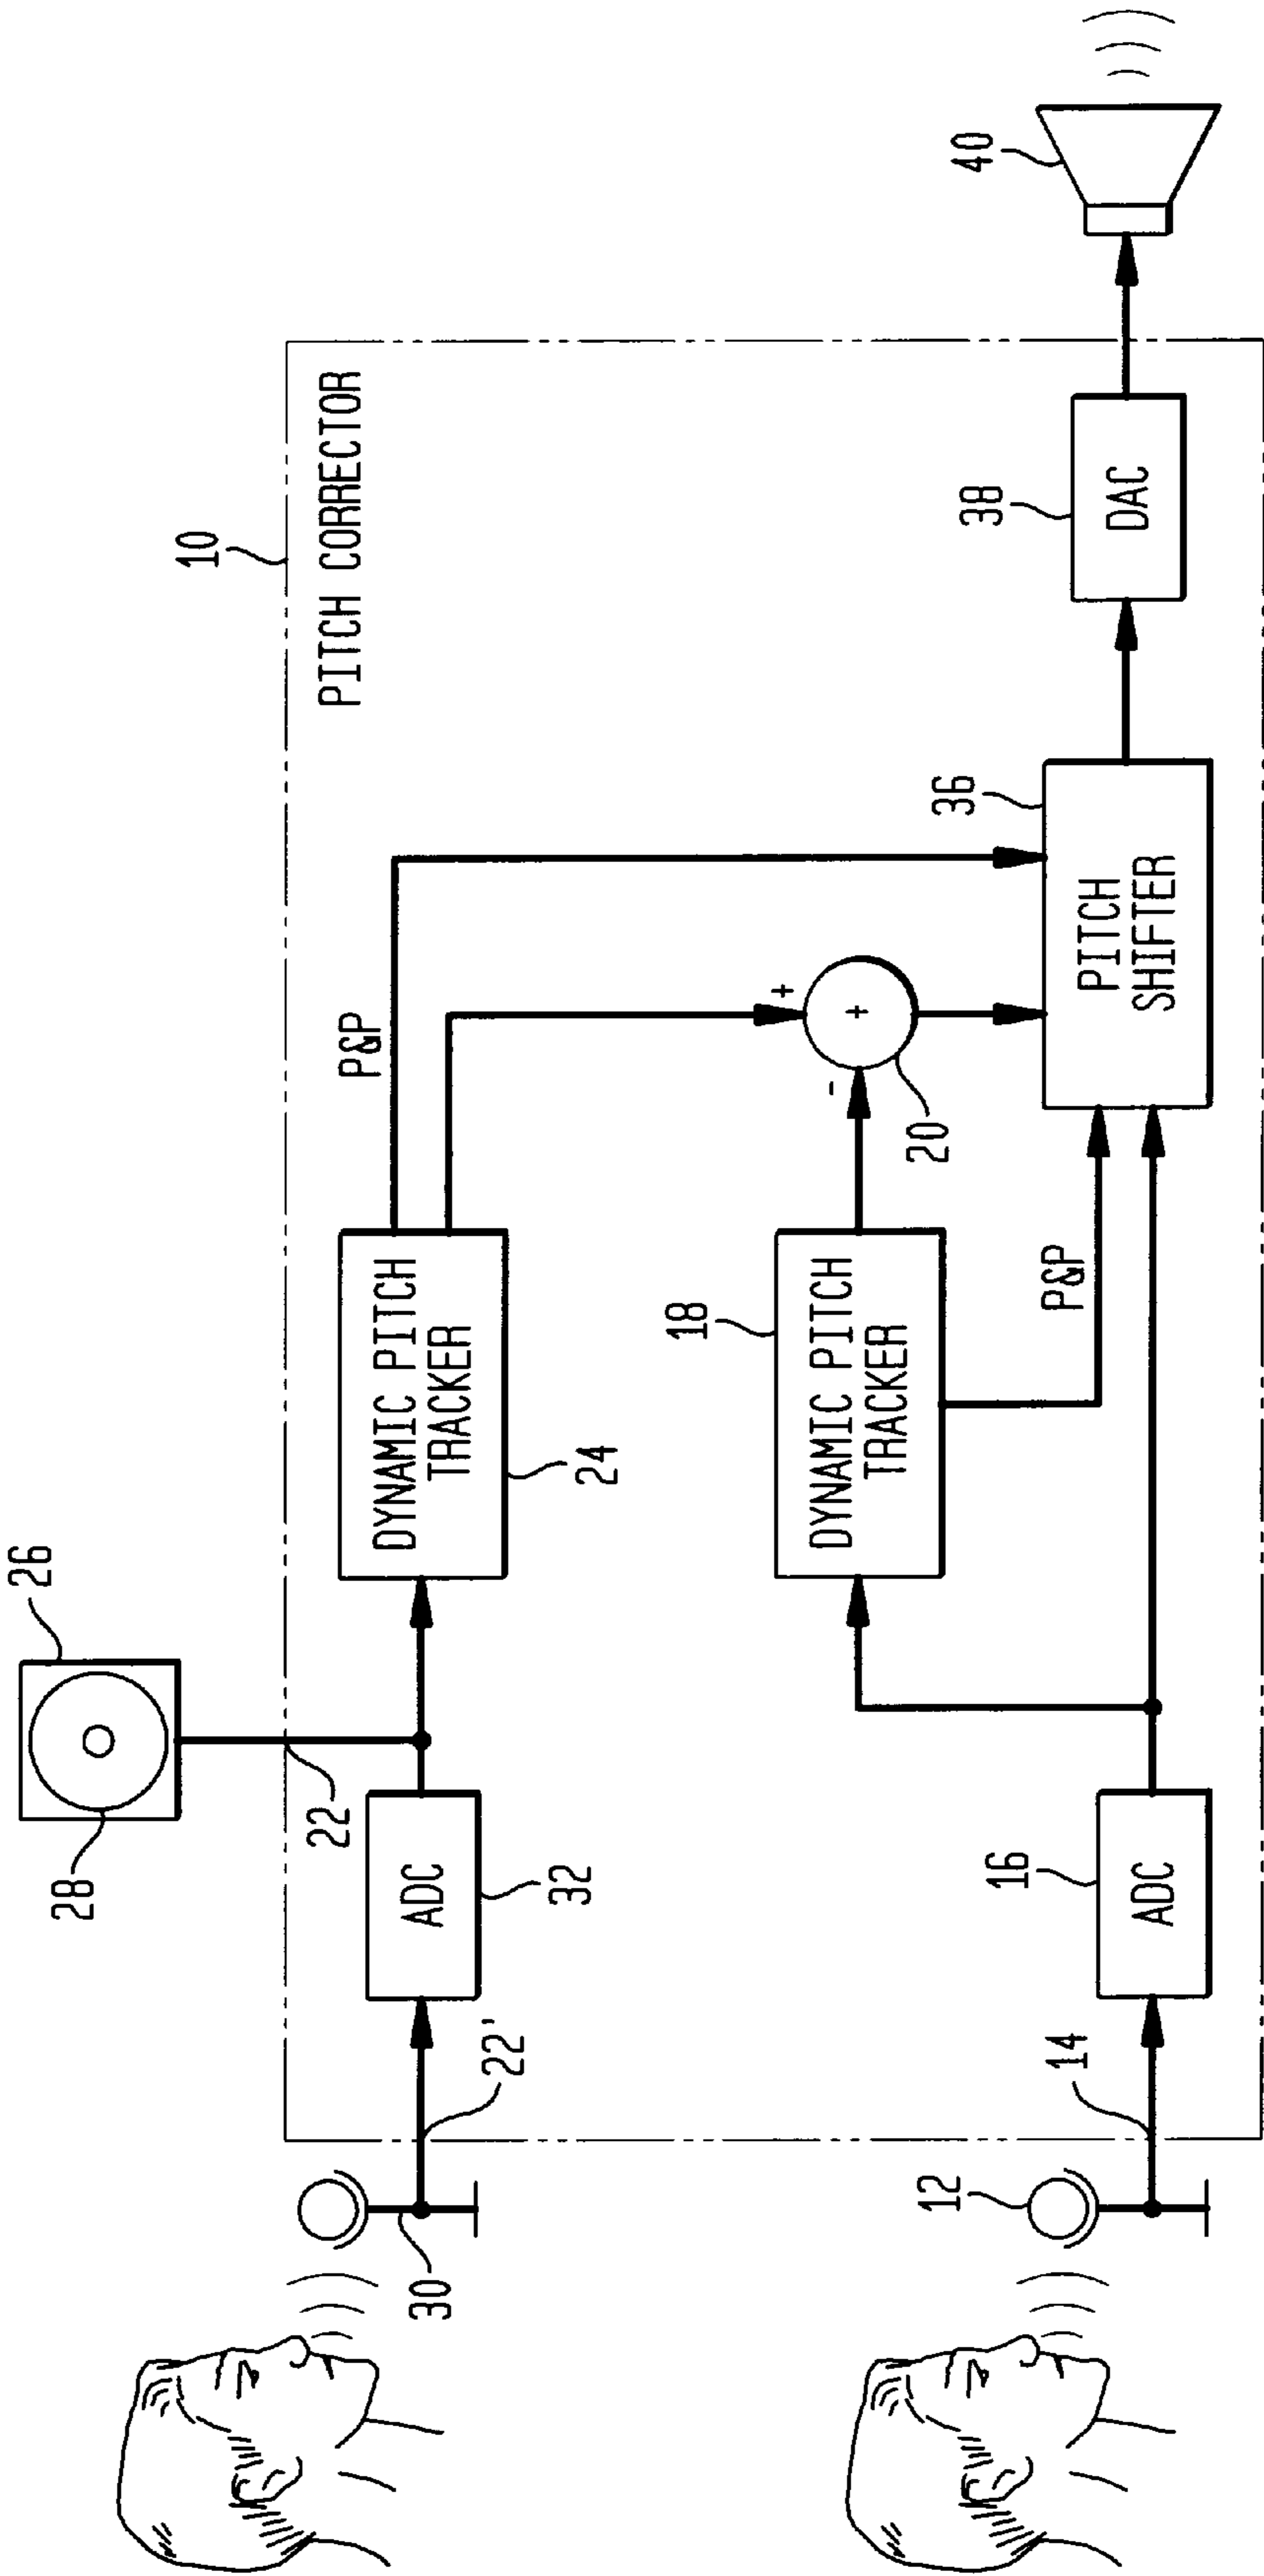 10
PITCH CORRECTOR
26
28
22
ADC
32
22'
30
DYNAMIC PITCH
TRACKER
24
P&P
+
+
-
20
18
DYNAMIC PITCH
TRACKER
P&P
12
14
16
ADC
36
PITCH
SHIFTER
38
DAC
40